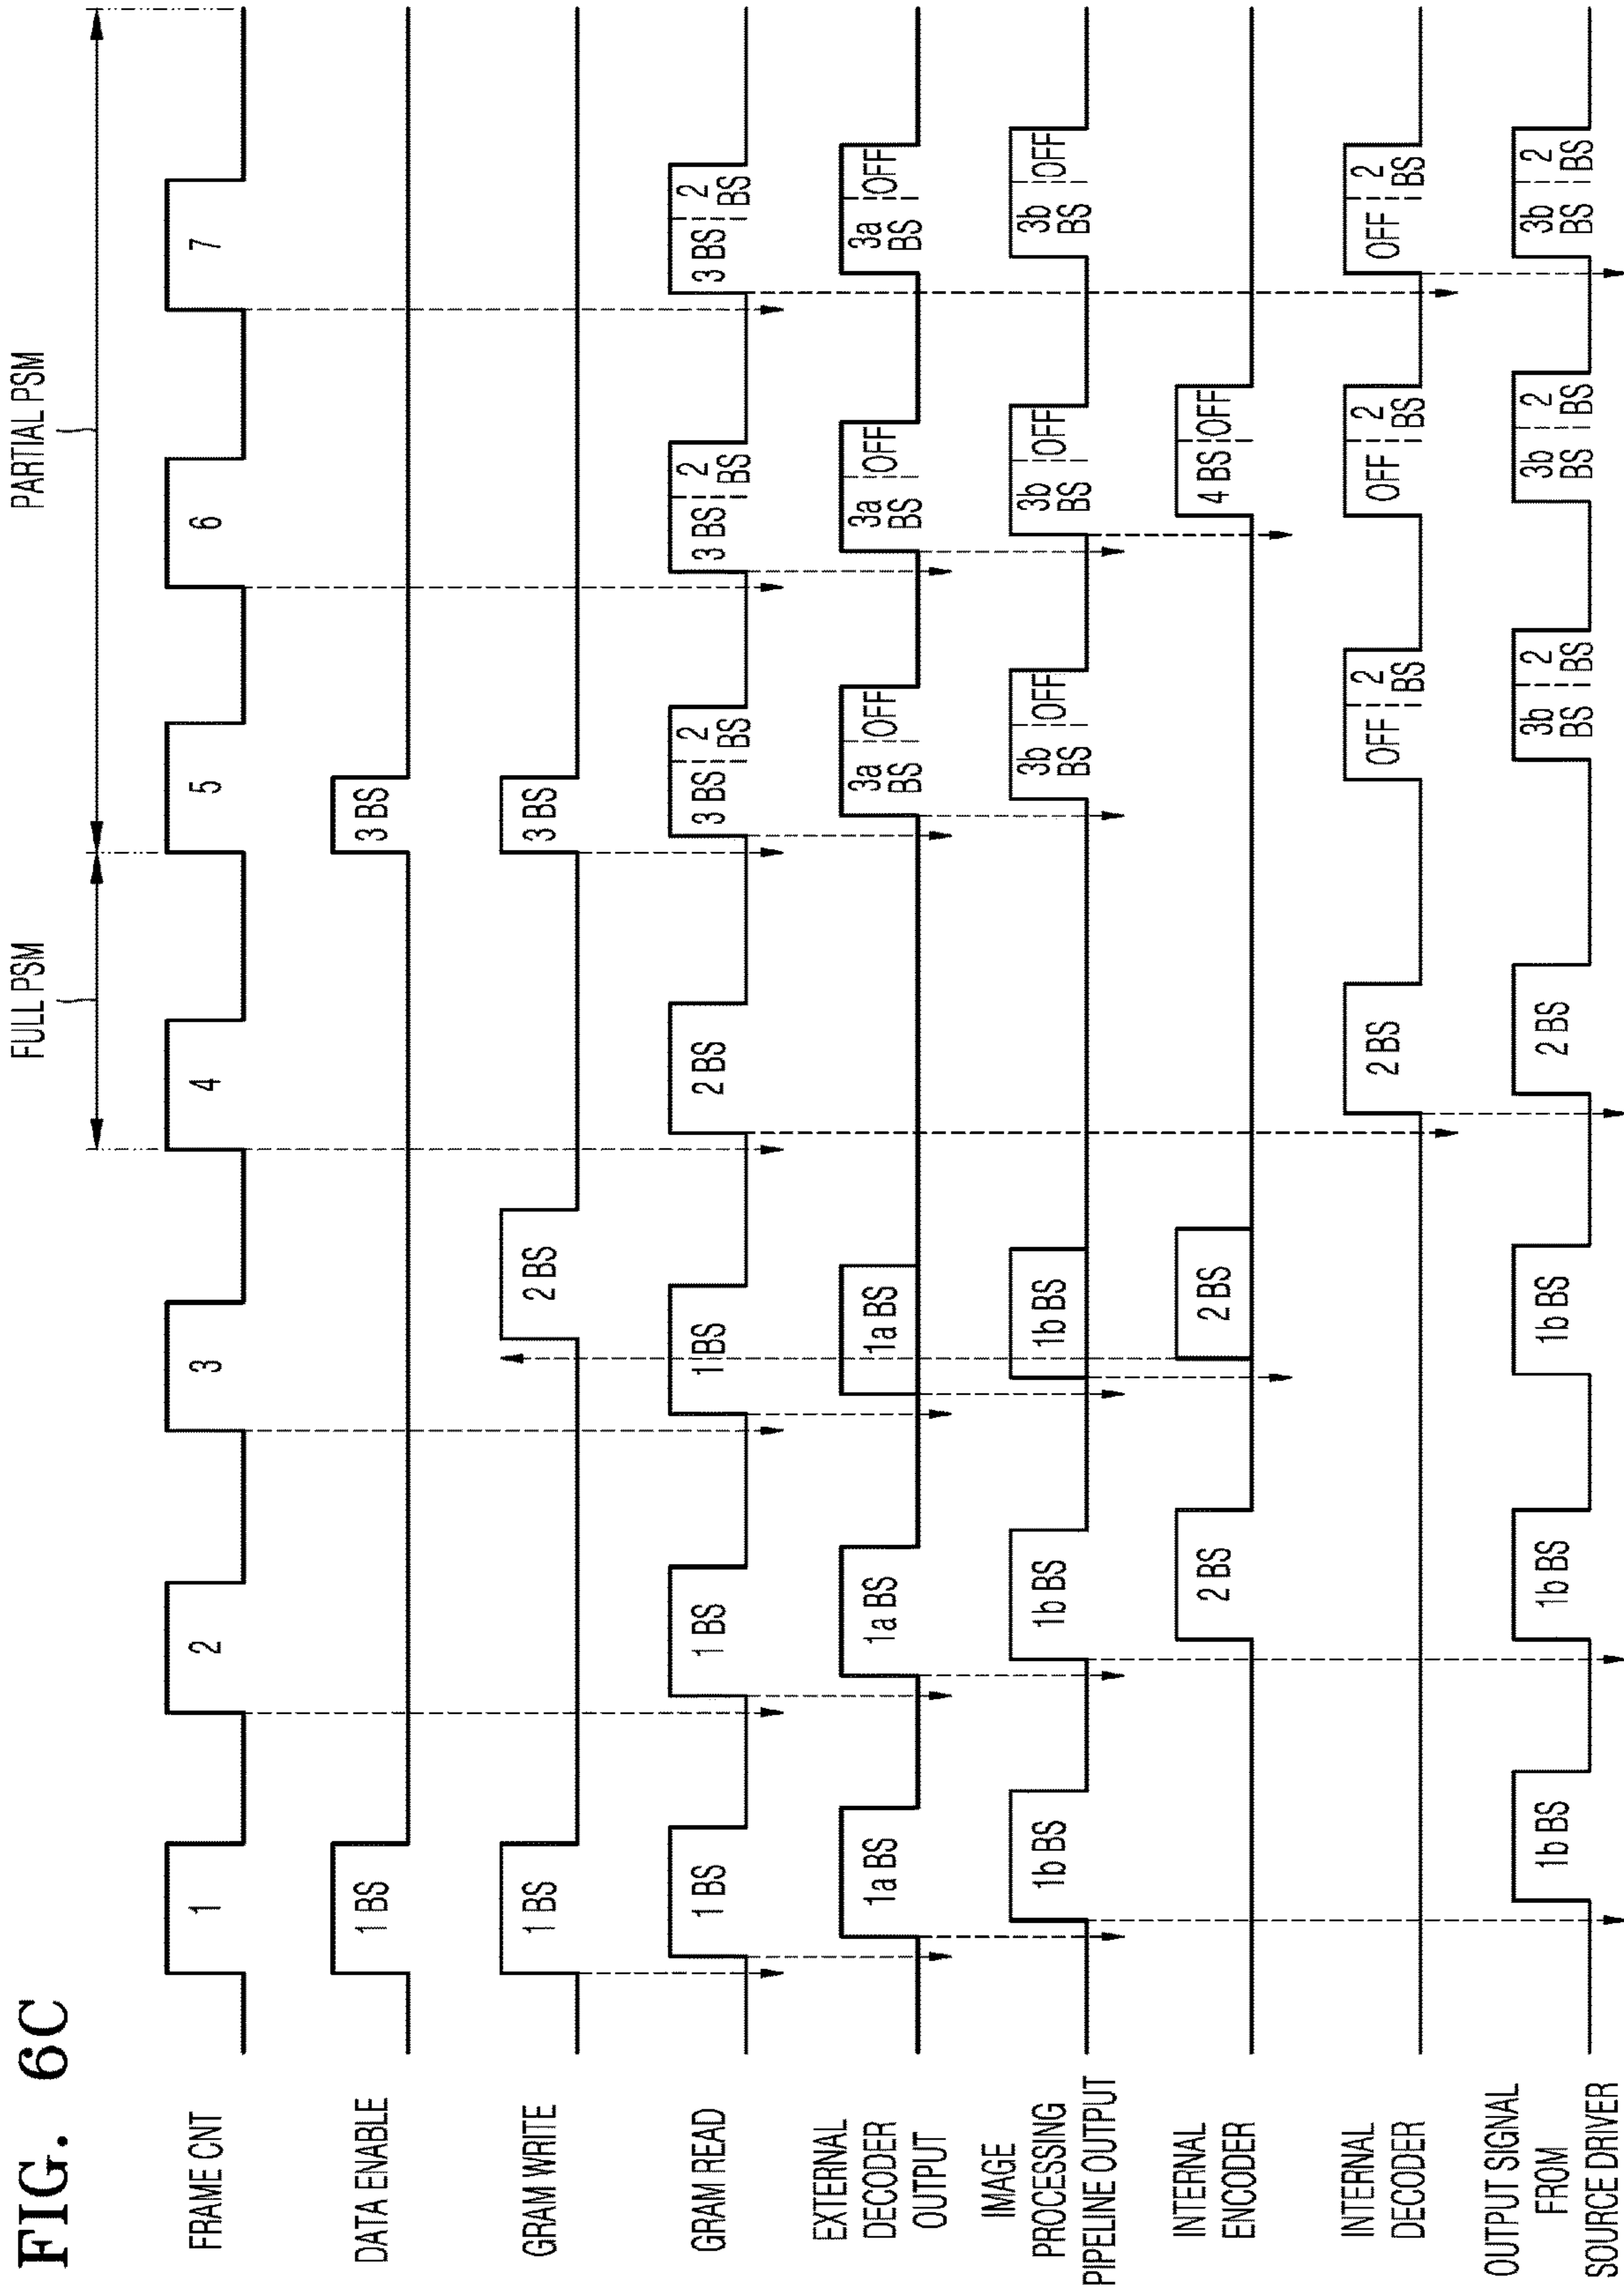 FIG. 6C
FULL PSM
PARTIAL PSM
FRAME CNT
1
2
3
4
5
6
7
DATA ENABLE
1 BS
3 BS
GRAM WRITE
1 BS
2 BS
3 BS
GRAM READ
1 BS
1 BS
1 BS
2 BS
3 BS
2
BS
3 BS
2
BS
3 BS
2
BS
EXTERNAL
DECODER
OUTPUT
1a BS
1a BS
1a BS
3a
BS
OFF
3a
BS
OFF
3a
BS
OFF
IMAGE
PROCESSING
PIPELINE OUTPUT
1b BS
1b BS
1b BS
3b
BS
OFF
3b
BS
OFF
3b
BS
OFF
INTERNAL
ENCODER
2 BS
2 BS
4 BS
OFF
INTERNAL
DECODER
2 BS
OFF
2
BS
OFF
2
BS
OFF
2
BS
OUTPUT SIGNAL
FROM
SOURCE DRIVER
1b BS
1b BS
1b BS
2 BS
3b
BS
2
BS
3b
BS
2
BS
3b
BS
2
BS